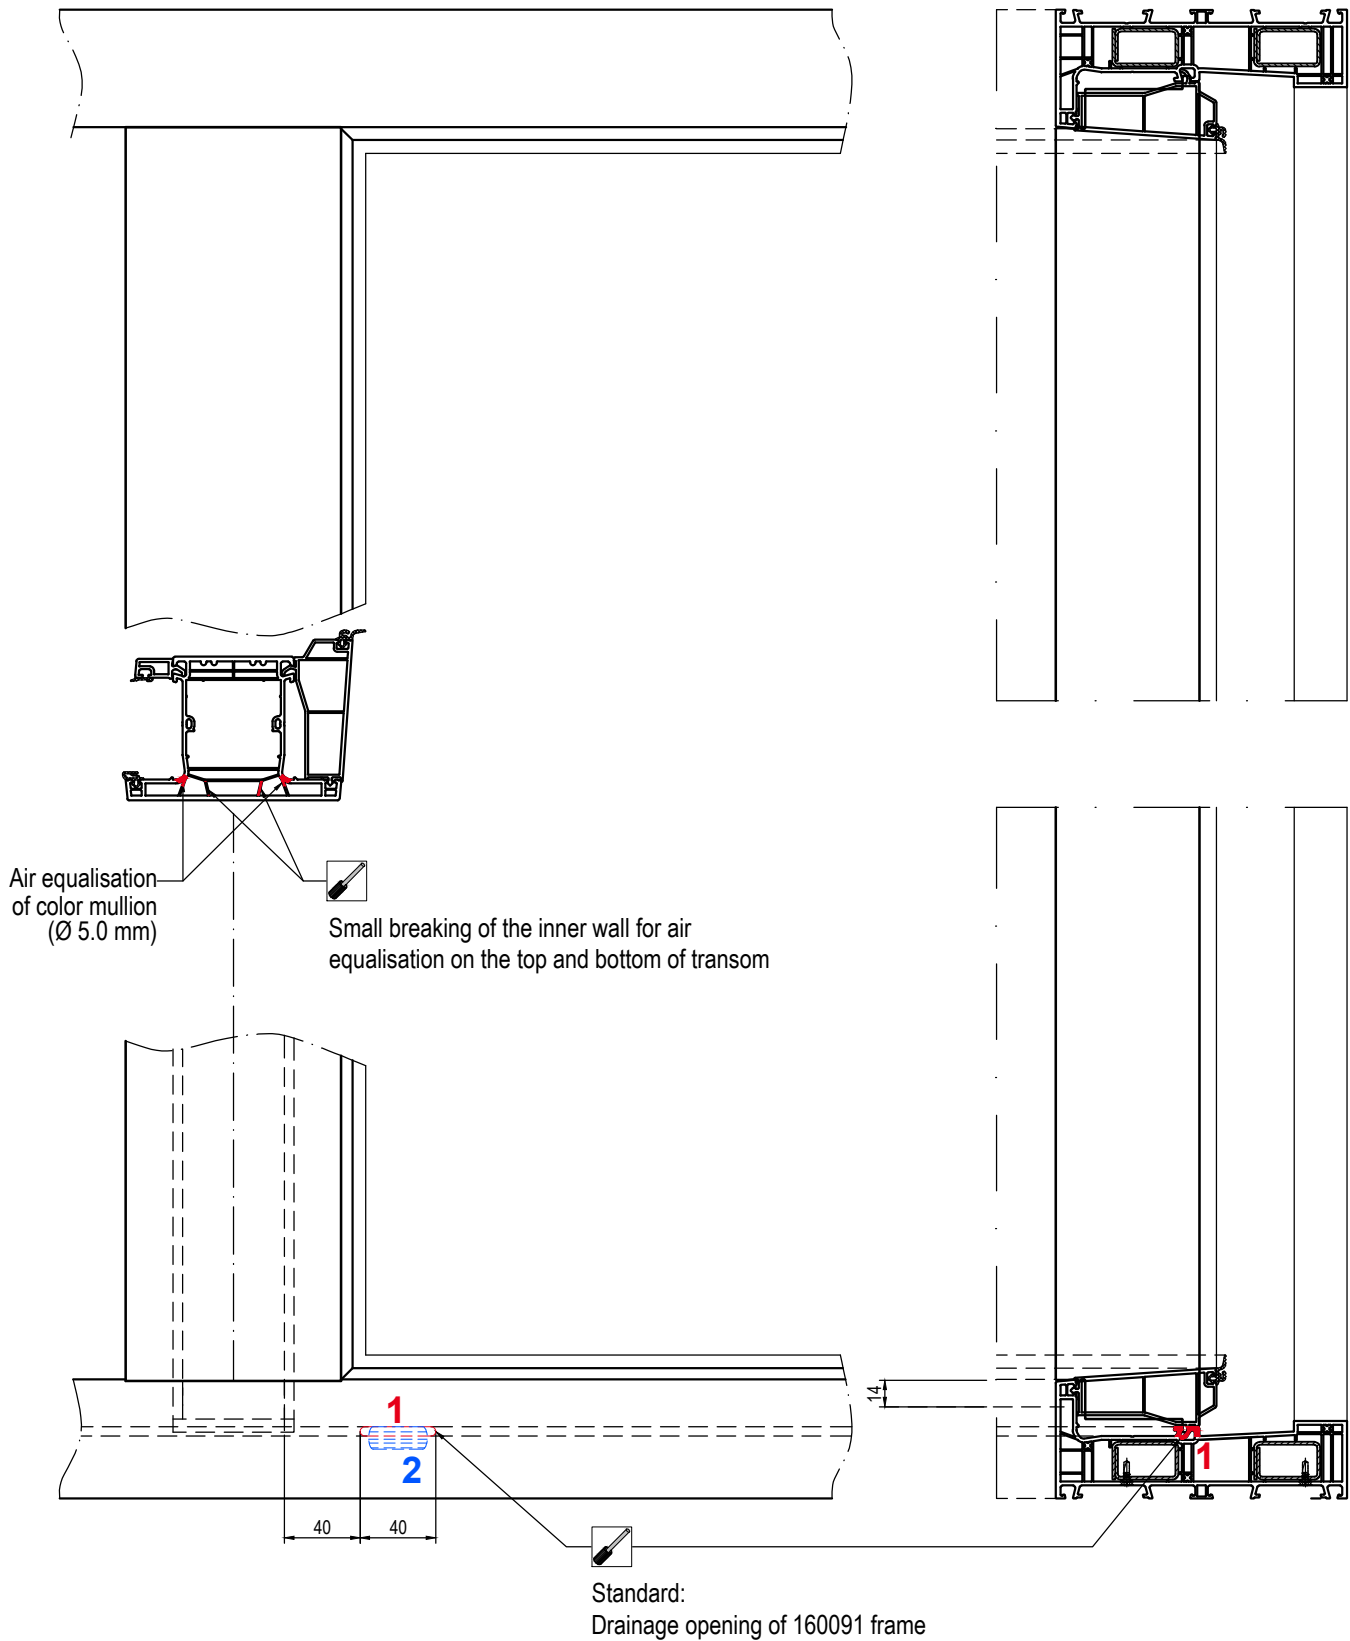 Air equalisation
of color mullion
(Ø 5.0 mm)
Small breaking of the inner wall for air
equalisation on the top and bottom of transom
14
1
2
1
40
40
Standard:
Drainage opening of 160091 frame